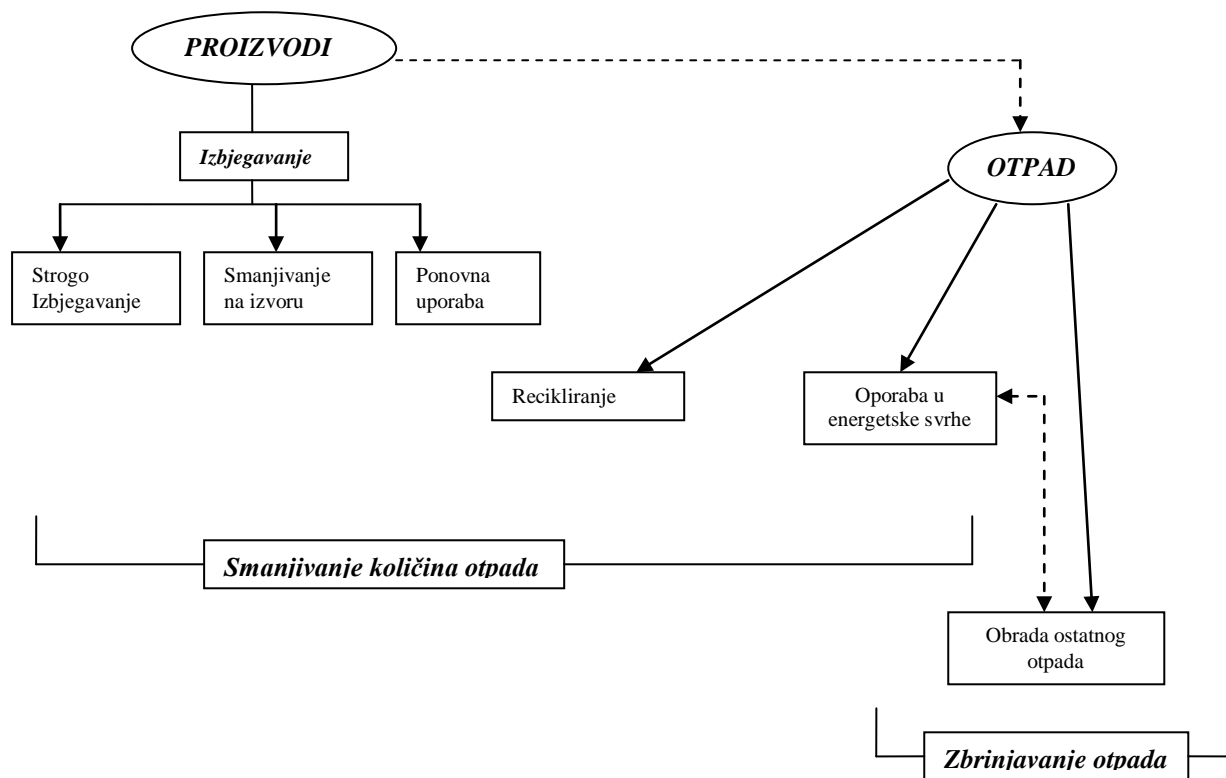 PROIZVODI
Izbjegavanje
OTPAD
Strogo
Izbjegavanje
Smanjivanje
na izvoru
Ponovna
uporaba
Recikliranje
Oporaba u
energetske svrhe
Smanjivanje količina otpada
Obrada ostatnog
otpada
Zbrinjavanje otpada